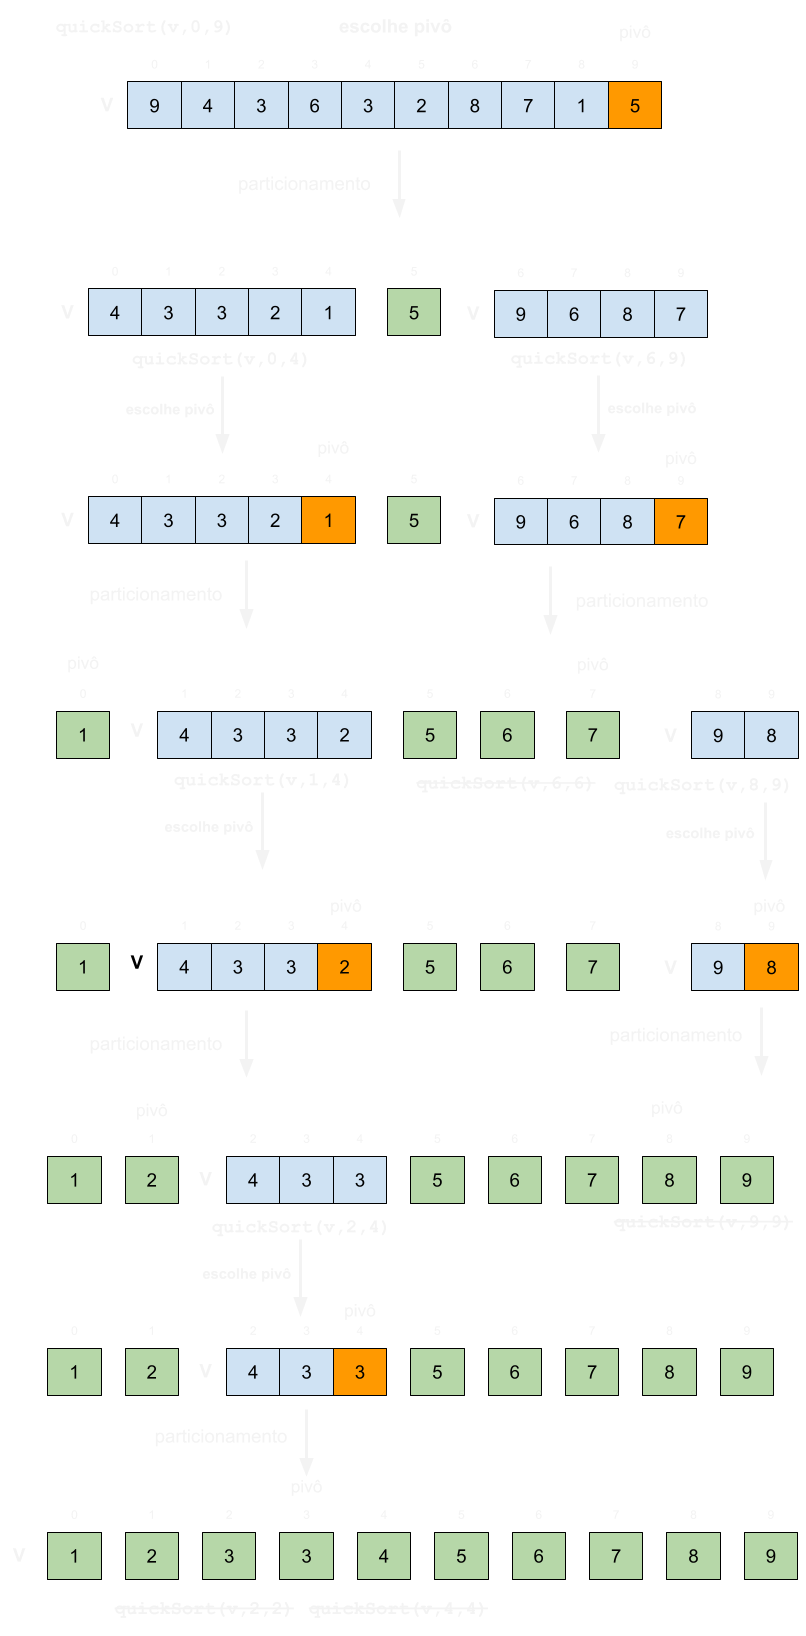 quickSort(v,0,9) escolhe pivô pivô
0 1 2 3 4 5 6 7 8 9
V 9 4 3 6 3 2 8 7 1 5
particionamento
0 1 2 3 4 5 6 7 8 9
V 4 3 3 2 1 5 V 9 6 8 7
quickSort(v,0,4) quickSort(v,6,9)
escolhe pivô escolhe pivô
pivô pivô
0 1 2 3 4 5 6 7 8 9
V 4 3 3 2 1 5 V 9 6 8 7
particionamento particionamento
pivô pivô
0 1 2 3 4 5 6 7 8 9
1 V 4 3 3 2 5 6 7 V 9 8
quickSort(v,1,4) quickSort(v,6,6) quickSort(v,8,9)
escolhe pivô escolhe pivô
pivô pivô
0 1 2 3 4 5 6 7 8 9
1 V 4 3 3 2 5 6 7 V 9 8
particionamento particionamento
pivô pivô
0 1 2 3 4 5 6 7 8 9
1 2 V 4 3 3 5 6 7 8 9
quickSort(v,2,4) quickSort(v,9,9)
escolhe pivô
pivô
0 1 2 3 4 5 6 7 8 9
1 2 V 4 3 3 5 6 7 8 9
particionamento
pivô
0 1 2 3 4 5 6 7 8 9
V 1 2 3 3 4 5 6 7 8 9
quickSort(v,2,2) quickSort(v,4,4)